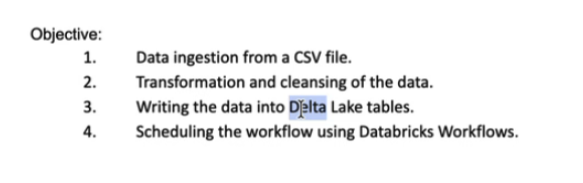 Objective:
1. Data ingestion from a CSV file.
2. Transformation and cleansing of the data.
3. Writing the data into Delta Lake tables.
4. Scheduling the workflow using Databricks Workflows.